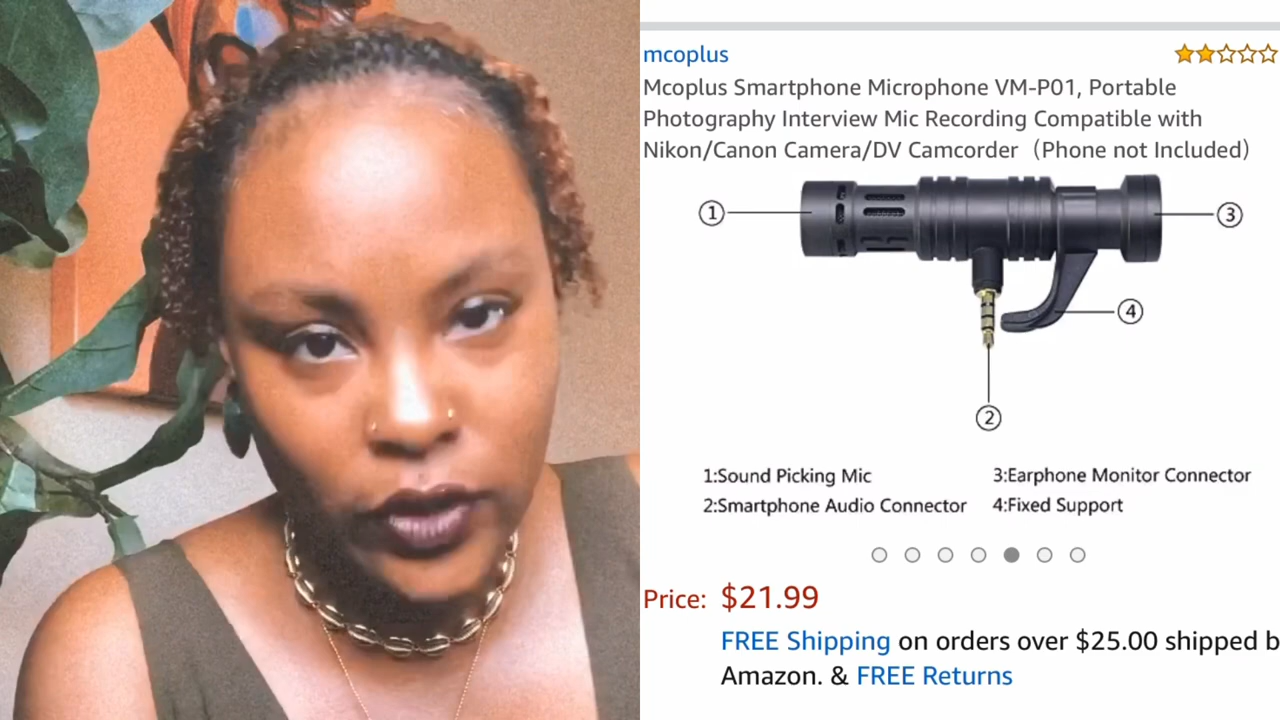 mcoplus
Mcoplus Smartphone Microphone VM-P01, Portable
Photography Interview Mic Recording Compatible with
Nikon/Canon Camera/DV Camcorder（Phone not Included）
①
③
④
②
1:Sound Picking Mic
3:Earphone Monitor Connector
2:Smartphone Audio Connector
4:Fixed Support
Price: $21.99
FREE Shipping on orders over $25.00 shipped b
Amazon. & FREE Returns